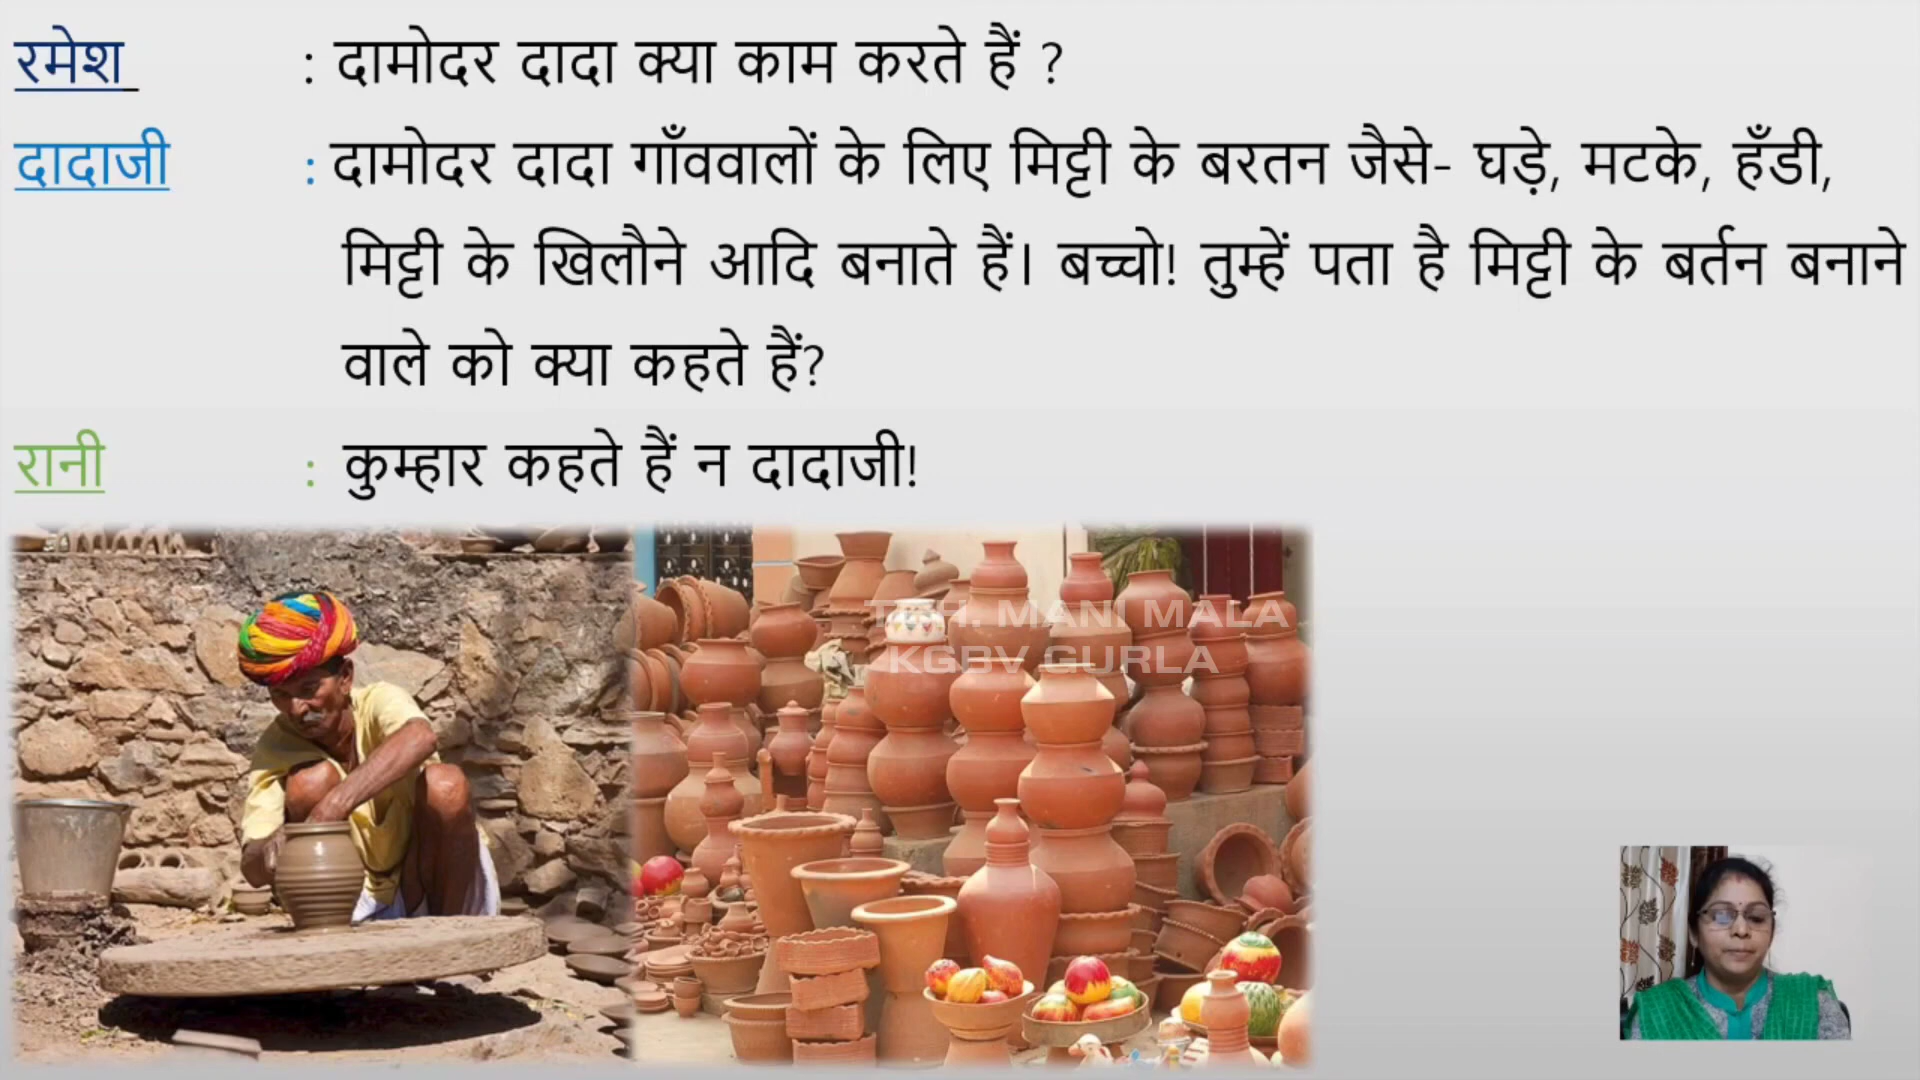 रमेश : दामोदर दादा क्या काम करते हैं ?
दादाजी : दामोदर दादा गाँववालों के लिए मिट्टी के बरतन जैसे- घड़े, मटके, हँडी,
मिट्टी के खिलौने आदि बनाते हैं। बच्चो! तुम्हें पता है मिट्टी के बर्तन बनाने
वाले को क्या कहते हैं?
रानी : कुम्हार कहते हैं न दादाजी!
MANI MALA
KGBV GURLA